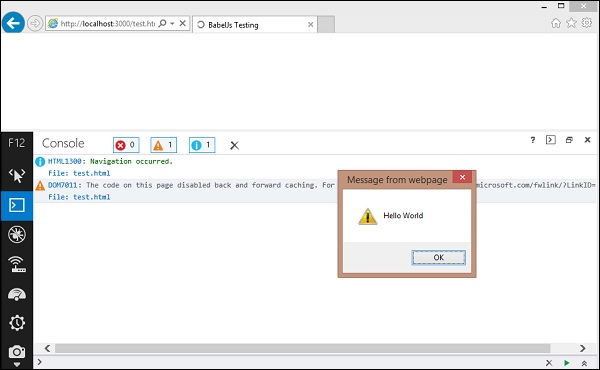 http://localhost:3000/test.ht
BabelJs Testing
F12
Console
0
1
1
?
HTML1300: Navigation occurred.
File: test.html
DOM7011: The code on this page disabled back and forward caching. For
microsoft.com/fwlink/?LinkID=
File: test.html
Message from webpage
Hello World
OK